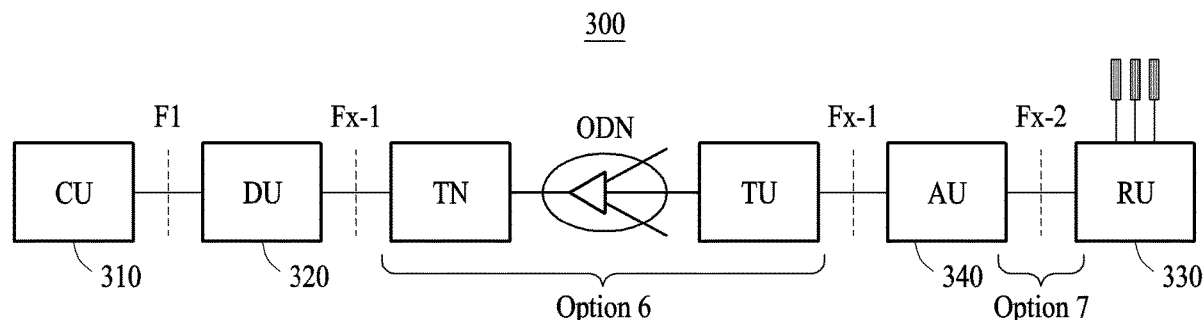 300
F1
Fx-1
ODN
Fx-1
Fx-2
CU
DU
TN
TU
AU
RU
310
320
340
330
Option 6
Option 7